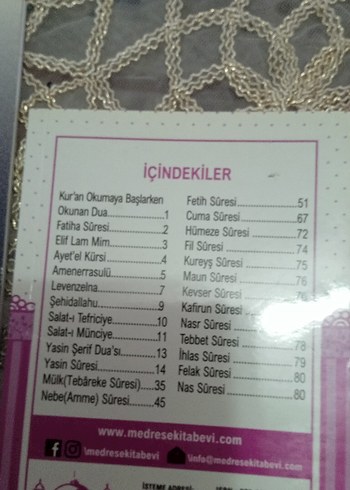 İÇİNDEKİLER
Kur'an Okumaya Başlarken
Okunan Dua.....................1
Fatiha Sûresi....................2
Elif Lam Mim.....................3
Ayet'el Kürsi.....................4
Amenerrasulü..................5
Levenzelna......................7
Şehidallahu.....................9
Salat-ı Tefriciye..............10
Salat-ı Münciye...............11
Yasin Şerif Dua'sı..........13
Yasin Sûresi...................14
Mülk(Tebâreke Sûresi)....35
Nebe(Amme) Sûresi........45
Fetih Sûresi....................51
Cuma Sûresi...................67
Hümeze Sûresi...............72
Fil Sûresi........................74
Kureyş Sûresi.................75
Maun Sûresi...................76
Kevser Sûresi.................76
Kafirun Sûresi
Nasr Sûresi
Tebbet Sûresi.................78
İhlas Sûresi....................79
Felak Sûresi...................80
Nas Sûresi......................80
www.medresekitabevi.com
\medresekitabevi
\info@medresekitabevi.com
İSTEME ADRESİ: